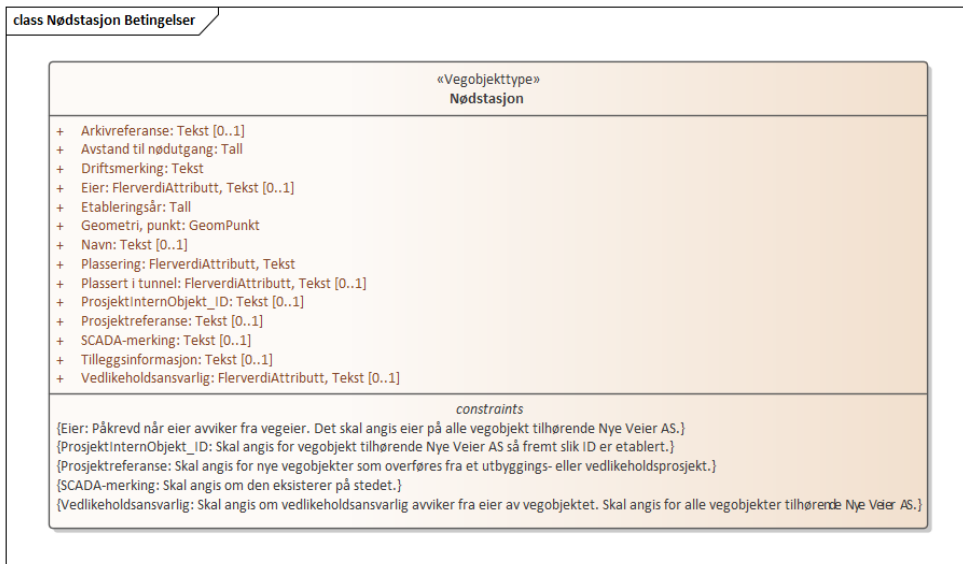 class Nødstasjon Betingelser
«Vegobjekttype»
Nødstasjon
+ Arkivreferanse: Tekst [0..1]
+ Avstand til nødutgang: Tall
+ Driftsmerking: Tekst
+ Eier: FlerverdiAttributt, Tekst [0..1]
+ Etableringsår: Tall
+ Geometri, punkt: GeomPunkt
+ Navn: Tekst [0..1]
+ Plassering: FlerverdiAttributt, Tekst
+ Plassert i tunnel: FlerverdiAttributt, Tekst [0..1]
+ ProsjektInternObjekt_ID: Tekst [0..1]
+ Prosjektreferanse: Tekst [0..1]
+ SCADA-merking: Tekst [0..1]
+ Tilleggsinformasjon: Tekst [0..1]
+ Vedlikeholdsansvarlig: FlerverdiAttributt, Tekst [0..1]
constraints
{Eier: Påkrevd når eier avviker fra vegeier. Det skal angis eier på alle vegobjekt tilhørende Nye Veier AS.}
{ProsjektInternObjekt_ID: Skal angis for vegobjekt tilhørende Nye Veier AS så fremt slik ID er etablert.}
{Prosjektreferanse: Skal angis for nye vegobjekter som overføres fra et utbyggings- eller vedlikeholdsprosjekt.}
{SCADA-merking: Skal angis om den eksisterer på stedet.}
{Vedlikeholdsansvarlig: Skal angis om vedlikeholdsansvarlig avviker fra eier av vegobjektet. Skal angis for alle vegobjekter tilhørende Nye Veier AS.}